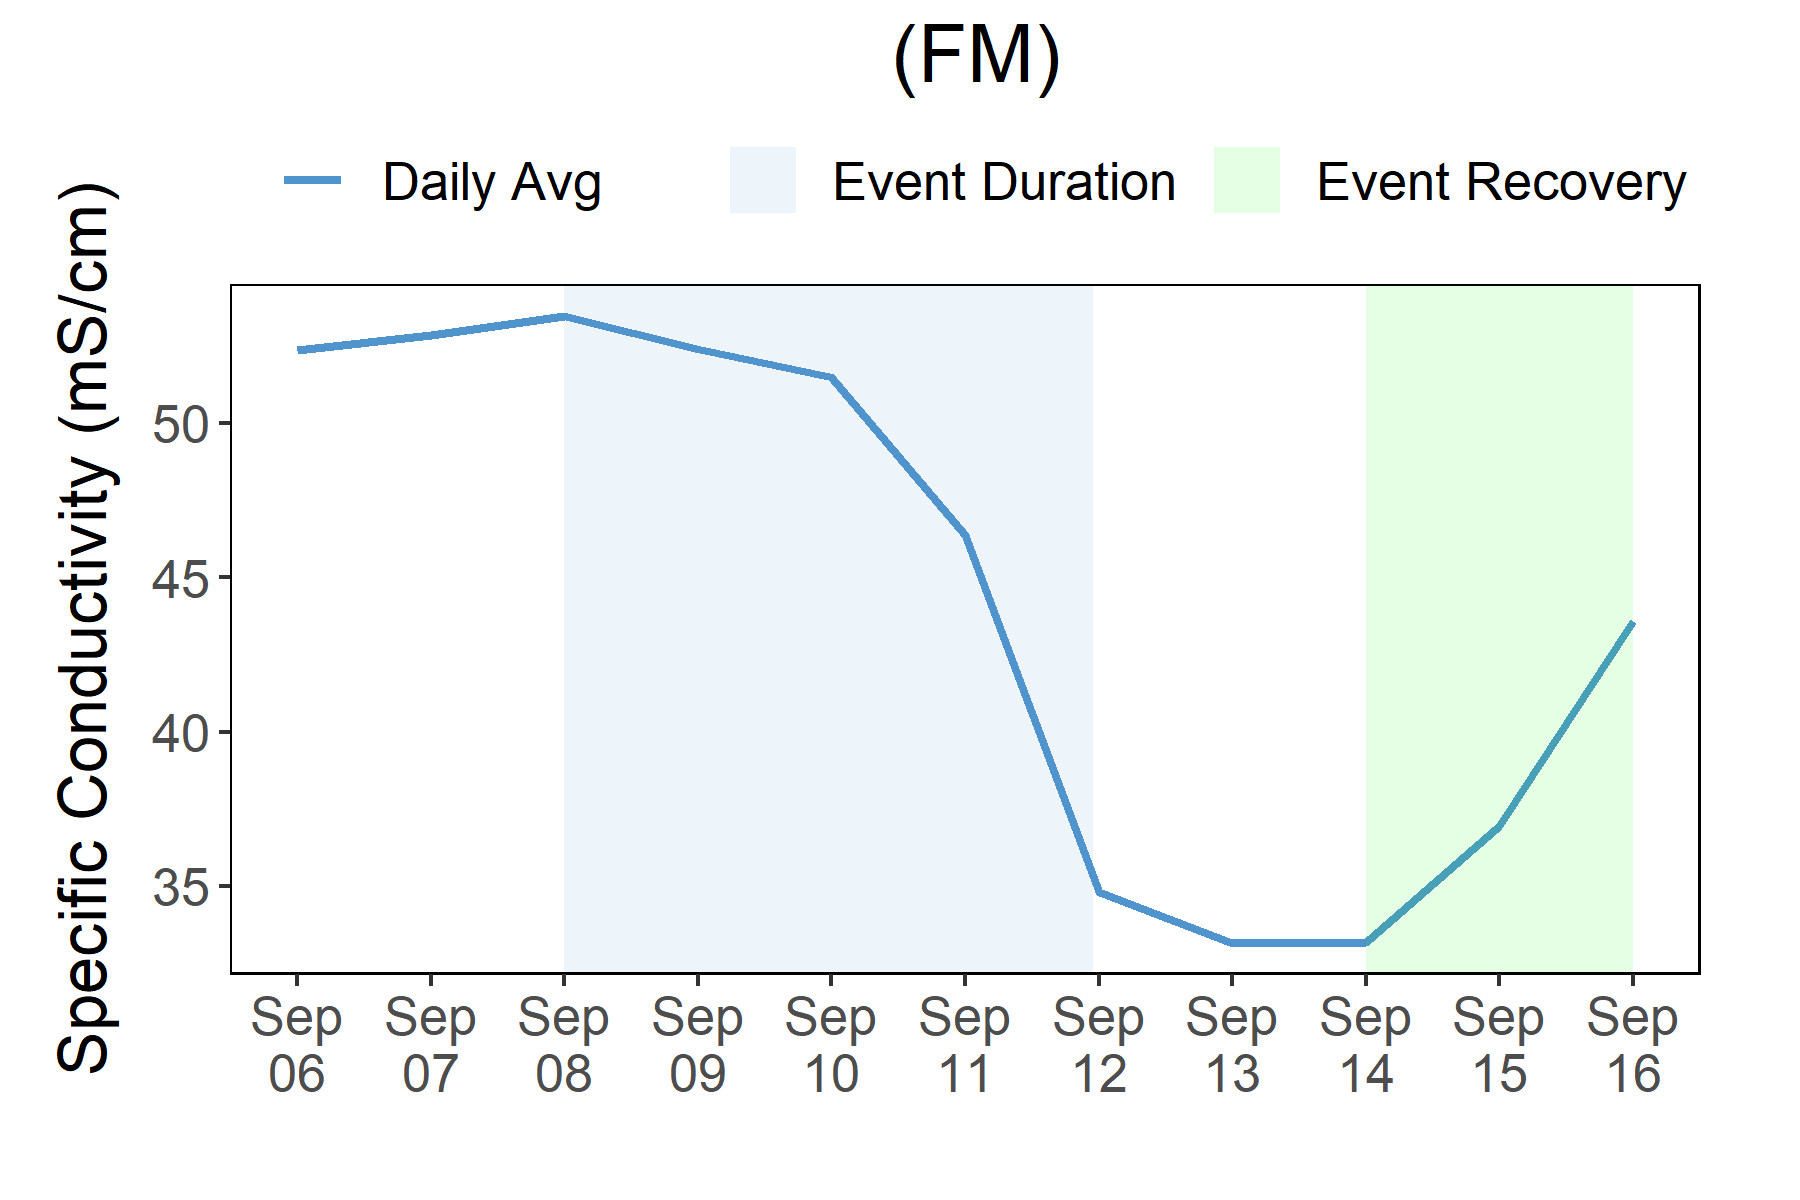 (FM)
Daily Avg
Event Duration
Event Recovery
Specific Conductivity (mS/cm)
50
45
40
35
Sep 06
Sep 07
Sep 08
Sep 09
Sep 10
Sep 11
Sep 12
Sep 13
Sep 14
Sep 15
Sep 16